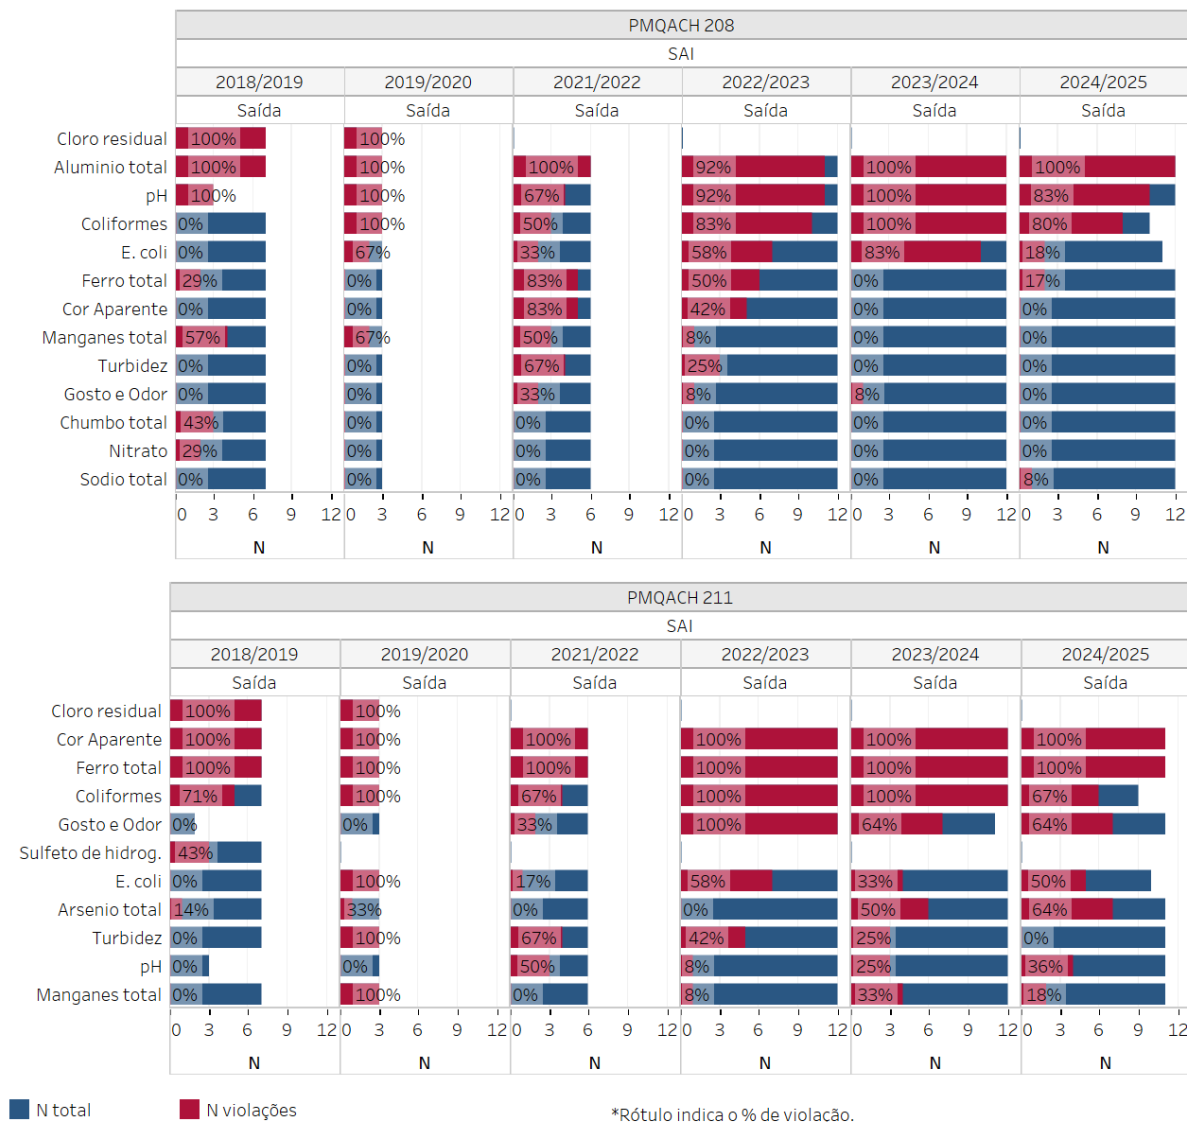 PMQACH 208
SAI
2018/2019 2019/2020 2021/2022 2022/2023 2023/2024 2024/2025
Saída Saída Saída Saída Saída Saída
Cloro residual 100% 100%
Aluminio total 100% 100% 100% 92% 100% 100%
pH 100% 100% 67% 92% 100% 83%
Coliformes 0% 100% 50% 83% 100% 80%
E. coli 0% 67% 33% 58% 83% 18%
Ferro total 29% 0% 83% 50% 0% 17%
Cor Aparente 0% 0% 83% 42% 0% 0%
Manganes total 57% 67% 50% 8% 0% 0%
Turbidez 0% 0% 67% 25% 0% 0%
Gosto e Odor 0% 0% 33% 8% 8% 0%
Chumbo total 43% 0% 0% 0% 0% 0%
Nitrato 29% 0% 0% 0% 0% 0%
Sodio total 0% 0% 0% 0% 0% 8%
0 3 6 9 12 0 3 6 9 12 0 3 6 9 12 0 3 6 9 12 0 3 6 9 12 0 3 6 9 12
N N N N N N
PMQACH 211
SAI
2018/2019 2019/2020 2021/2022 2022/2023 2023/2024 2024/2025
Saída Saída Saída Saída Saída Saída
Cloro residual 100% 100%
Cor Aparente 100% 100% 100% 100% 100% 100%
Ferro total 100% 100% 100% 100% 100% 100%
Coliformes 71% 100% 67% 100% 100% 67%
Gosto e Odor 0% 0% 33% 100% 64% 64%
Sulfeto de hidrog. 43%
E. coli 0% 100% 17% 58% 33% 50%
Arsenio total 14% 33% 0% 0% 50% 64%
Turbidez 0% 100% 67% 42% 25% 0%
pH 0% 0% 50% 8% 25% 36%
Manganes total 0% 100% 0% 8% 33% 18%
0 3 6 9 12 0 3 6 9 12 0 3 6 9 12 0 3 6 9 12 0 3 6 9 12 0 3 6 9 12
N N N N N N
N total N violações *Rótulo indica o % de violação.